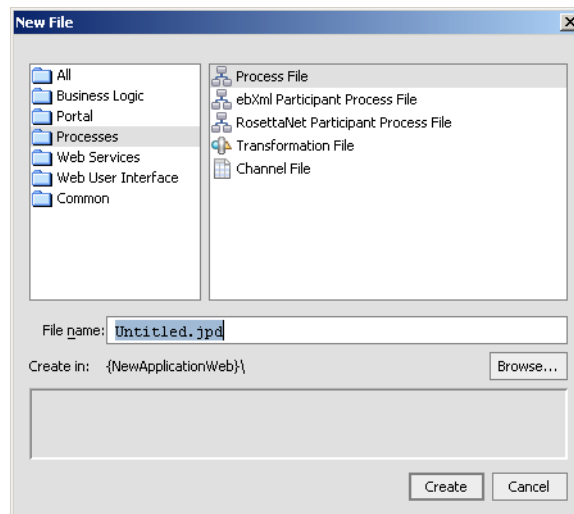 New File
All
Business Logic
Portal
Processes
Web Services
Web User Interface
Common
Process File
ebXml Participant Process File
RosettaNet Participant Process File
Transformation File
Channel File
File name: Untitled.jpd
Create in: {NewApplicationWeb}\ Browse...
Create Cancel